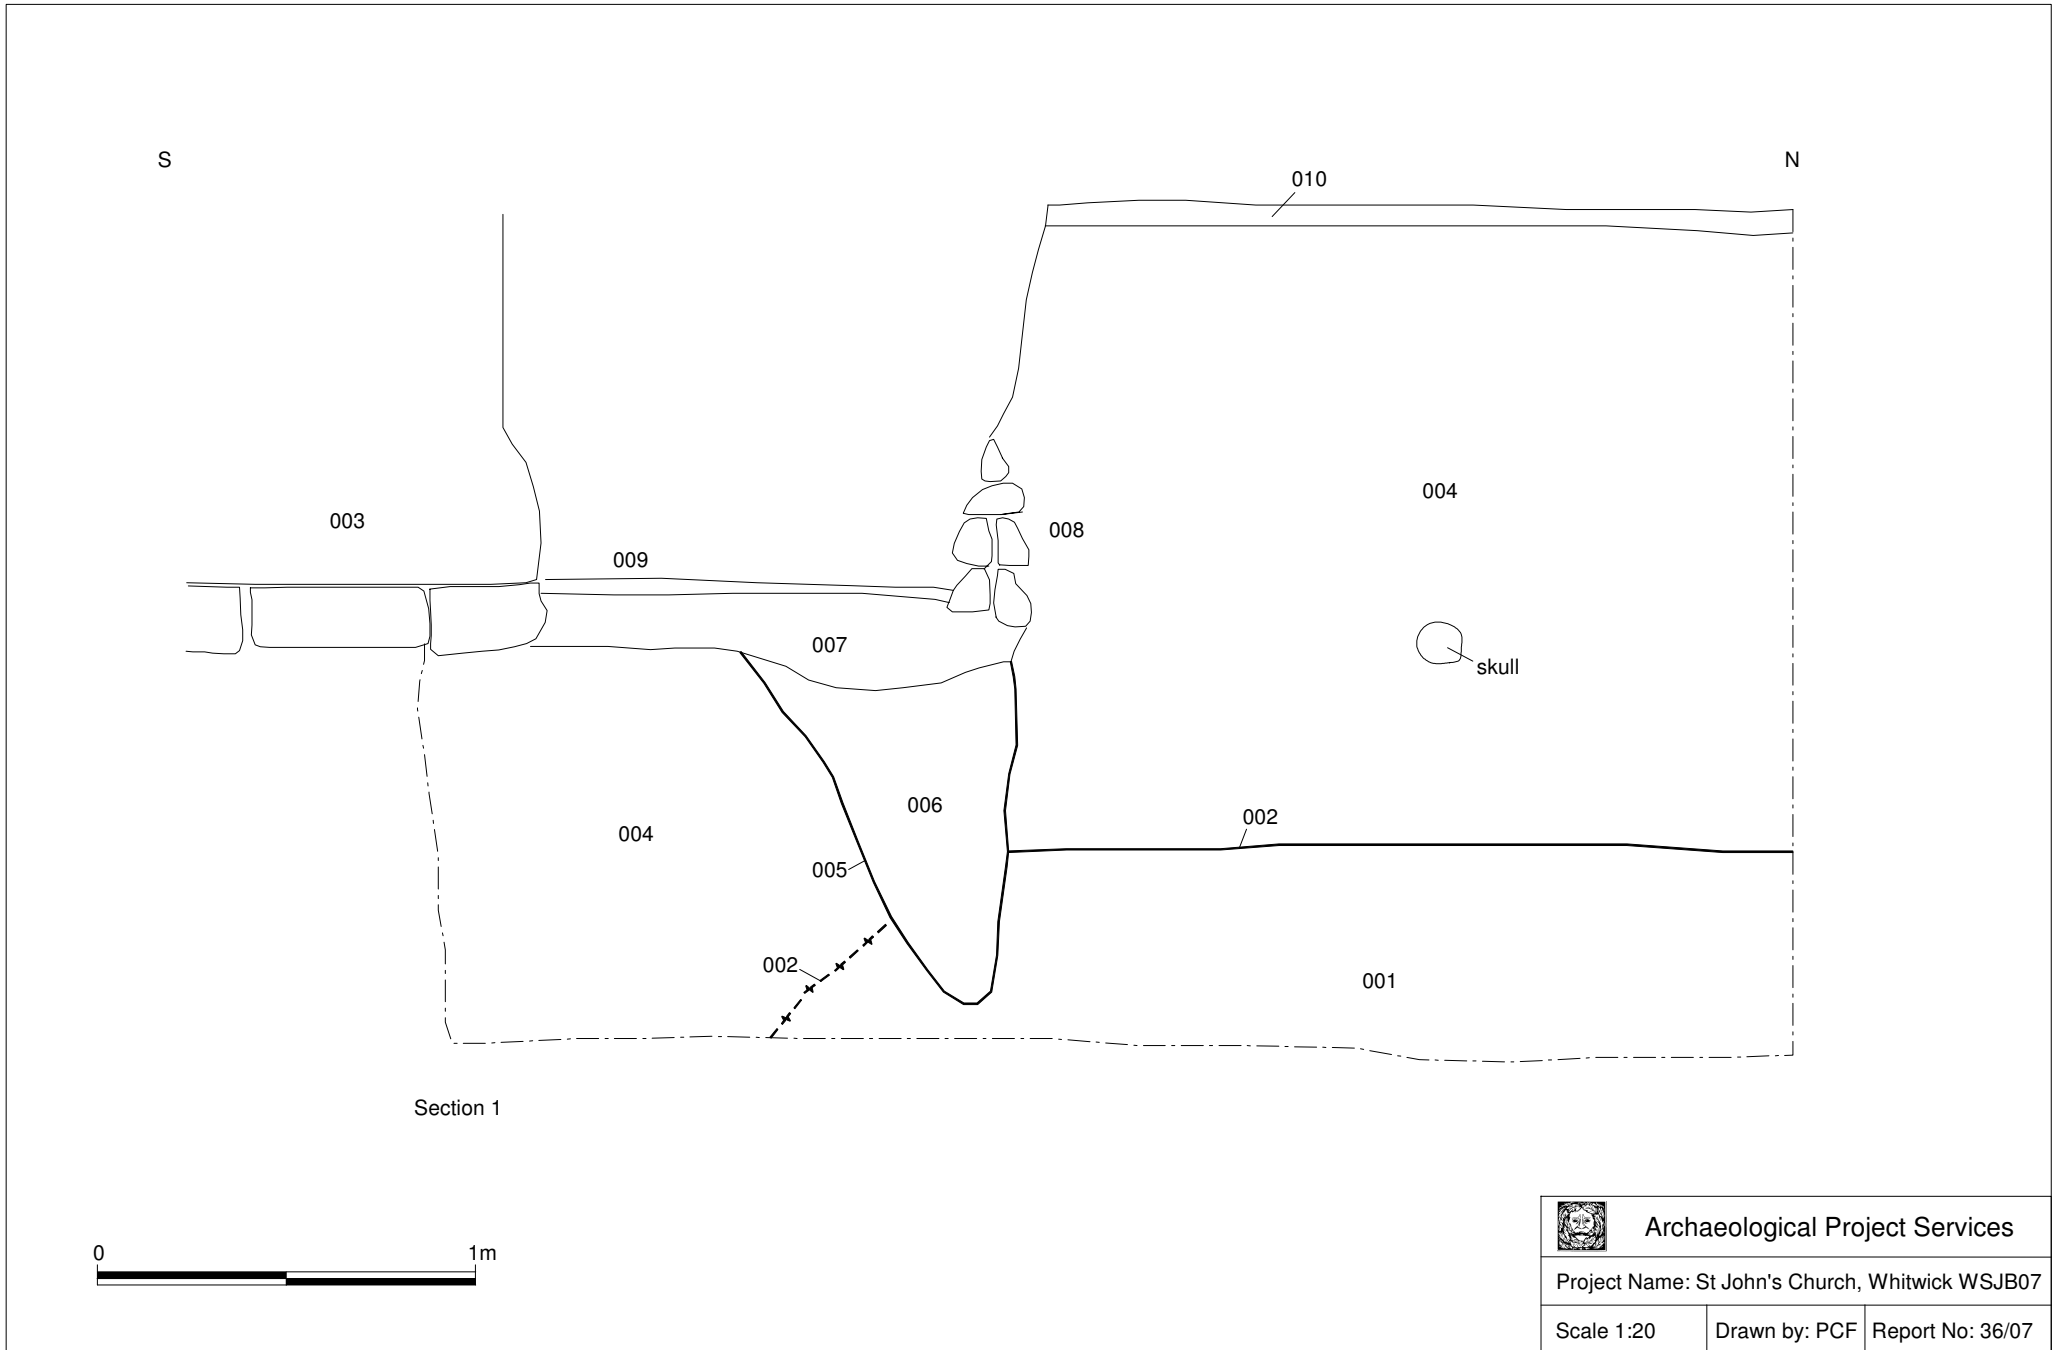 S
N
010
003
004
008
009
007
skull
006
002
004
005
002
001
Section 1
0
1m
Archaeological Project Services
Project Name: St John's Church, Whitwick WSJB07
Scale 1:20
Drawn by: PCF
Report No: 36/07